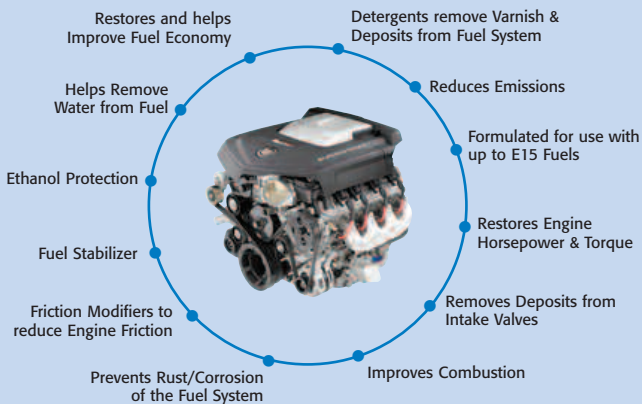 Restores and helps
Improve Fuel Economy
Detergents remove Varnish &
Deposits from Fuel System
Reduces Emissions
Formulated for use with
up to E15 Fuels
Restores Engine
Horsepower & Torque
Removes Deposits from
Intake Valves
Improves Combustion
Prevents Rust/Corrosion
of the Fuel System
Friction Modifiers to
reduce Engine Friction
Fuel Stabilizer
Ethanol Protection
Helps Remove
Water from Fuel